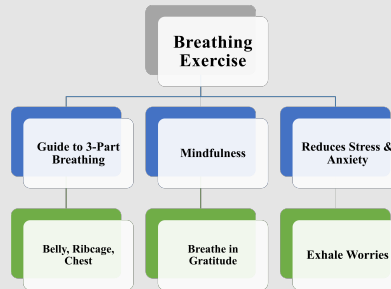 Breathing
Exercise
Guide to 3-Part
Breathing
Mindfulness
Reduces Stress &
Anxiety
Belly, Ribcage,
Chest
Breathe in
Gratitude
Exhale Worries